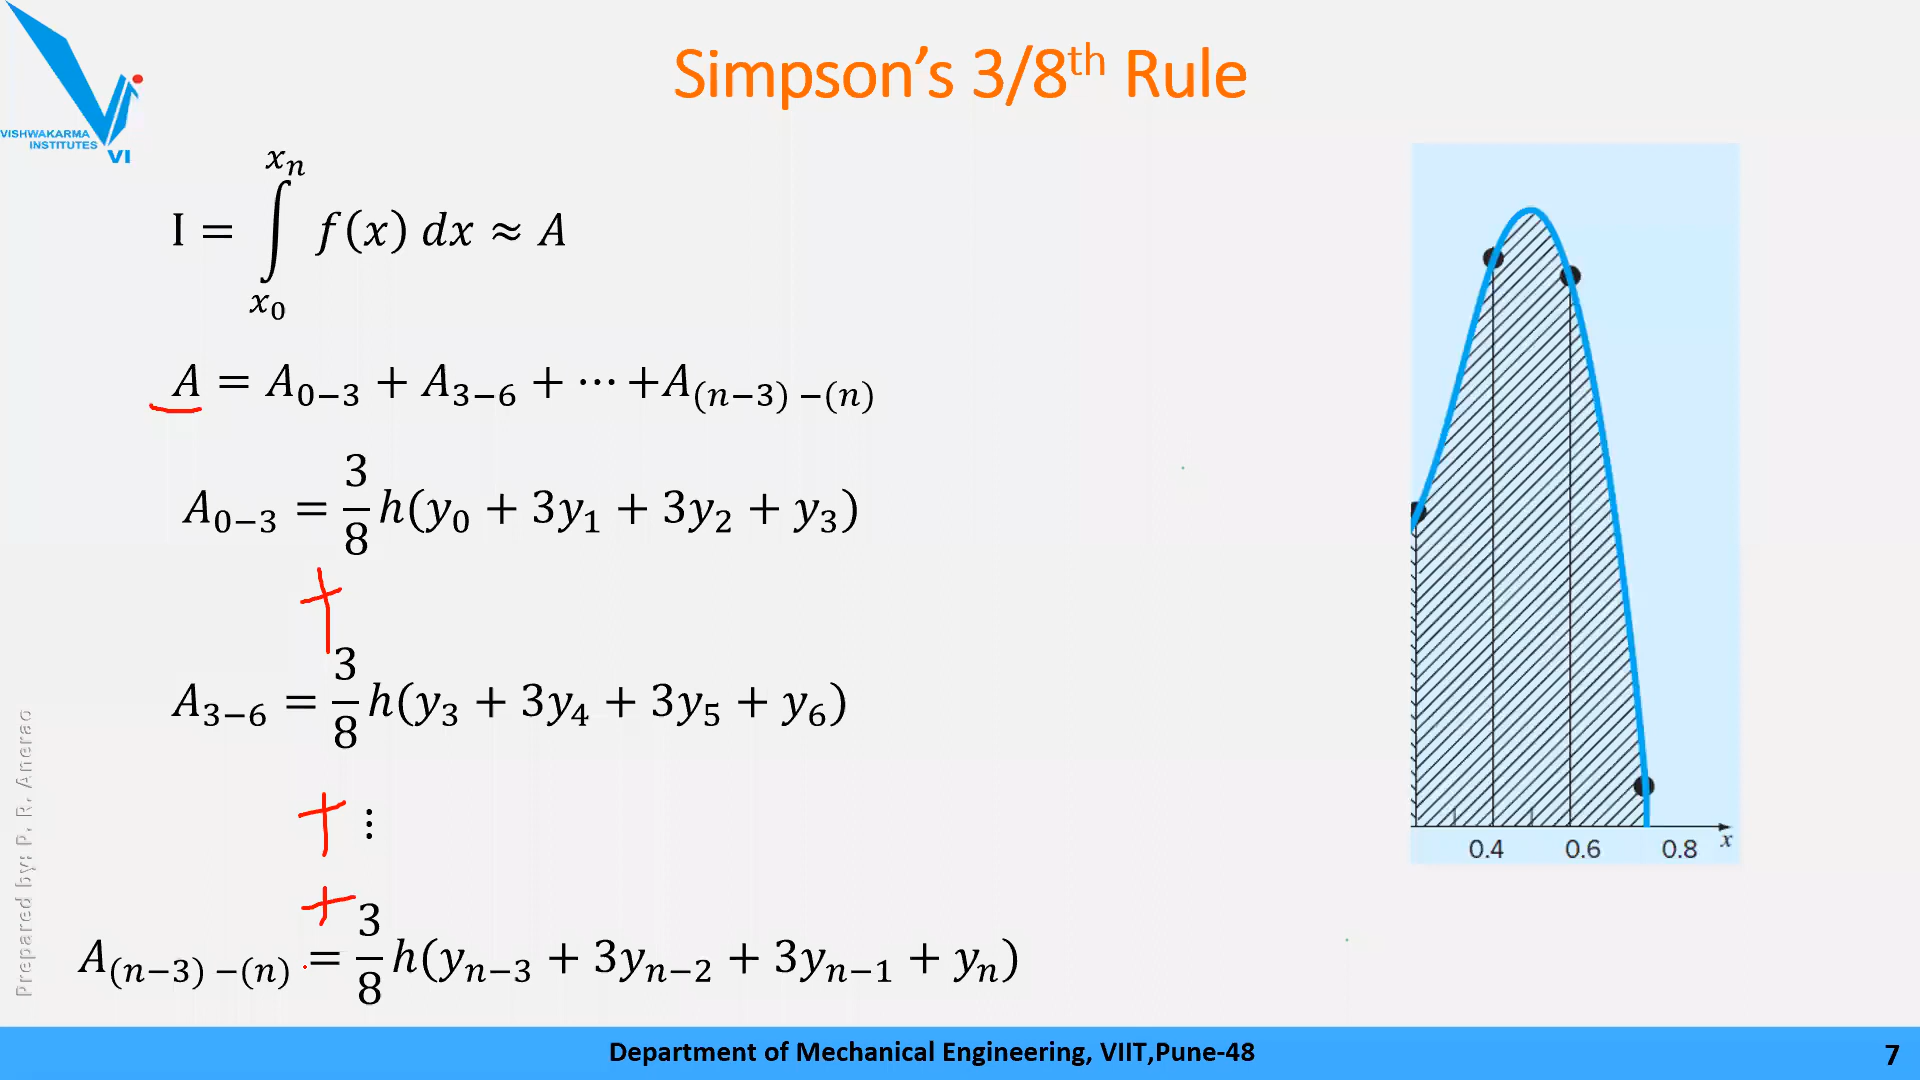 Simpson’s 3/8th Rule
VISHWAKARMA
INSTITUTES
VI
I = ∫_{x_0}^{x_n} f(x) dx ≈ A
A = A_{0−3} + A_{3−6} + ⋯ +A_{(n−3) −(n)}
A_{0−3} = 3/8 h(y_0 + 3y_1 + 3y_2 + y_3)
+
A_{3−6} = 3/8 h(y_3 + 3y_4 + 3y_5 + y_6)
+ ⋮
+
A_{(n−3) −(n)} = 3/8 h(y_{n−3} + 3y_{n−2} + 3y_{n−1} + y_n)
0.4 0.6 0.8 x
Prepared by: P. R. Anerao
Department of Mechanical Engineering, VIIT,Pune-48
7